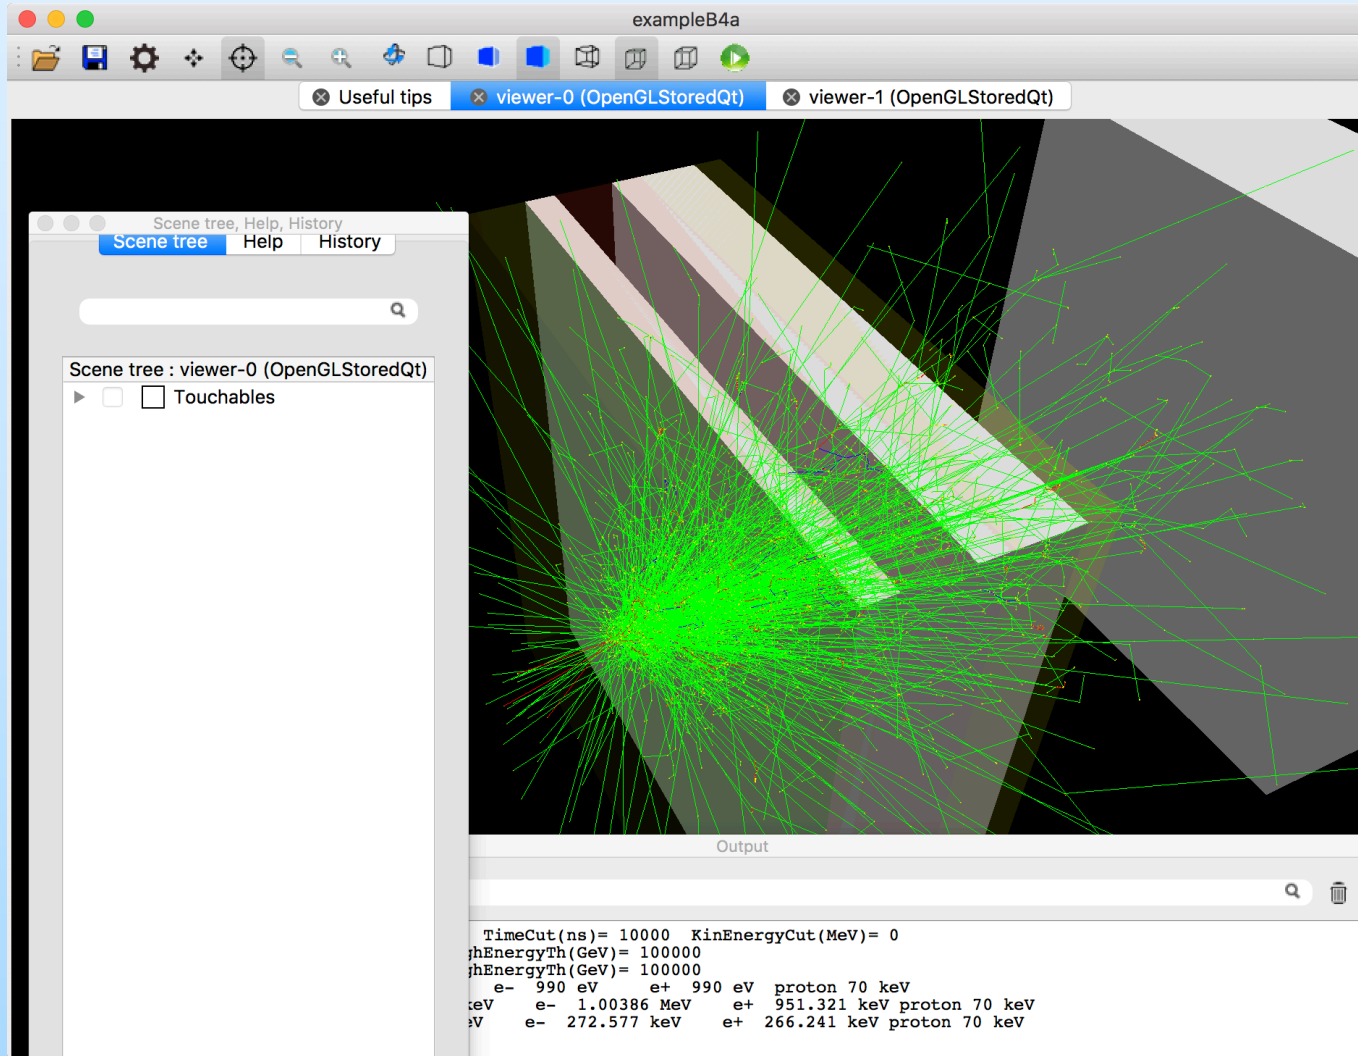 exampleB4a
Useful tips
viewer-0 (OpenGLStoredQt)
viewer-1 (OpenGLStoredQt)
Scene tree, Help, History
Scene tree
Help
History
Scene tree : viewer-0 (OpenGLStoredQt)
Touchables
Output
TimeCut(ns)= 10000 KinEnergyCut(MeV)= 0
ghEnergyTh(GeV)= 100000
ghEnergyTh(GeV)= 100000
e- 990 eV e+ 990 eV proton 70 keV
keV e- 1.00386 MeV e+ 951.321 keV proton 70 keV
eV e- 272.577 keV e+ 266.241 keV proton 70 keV